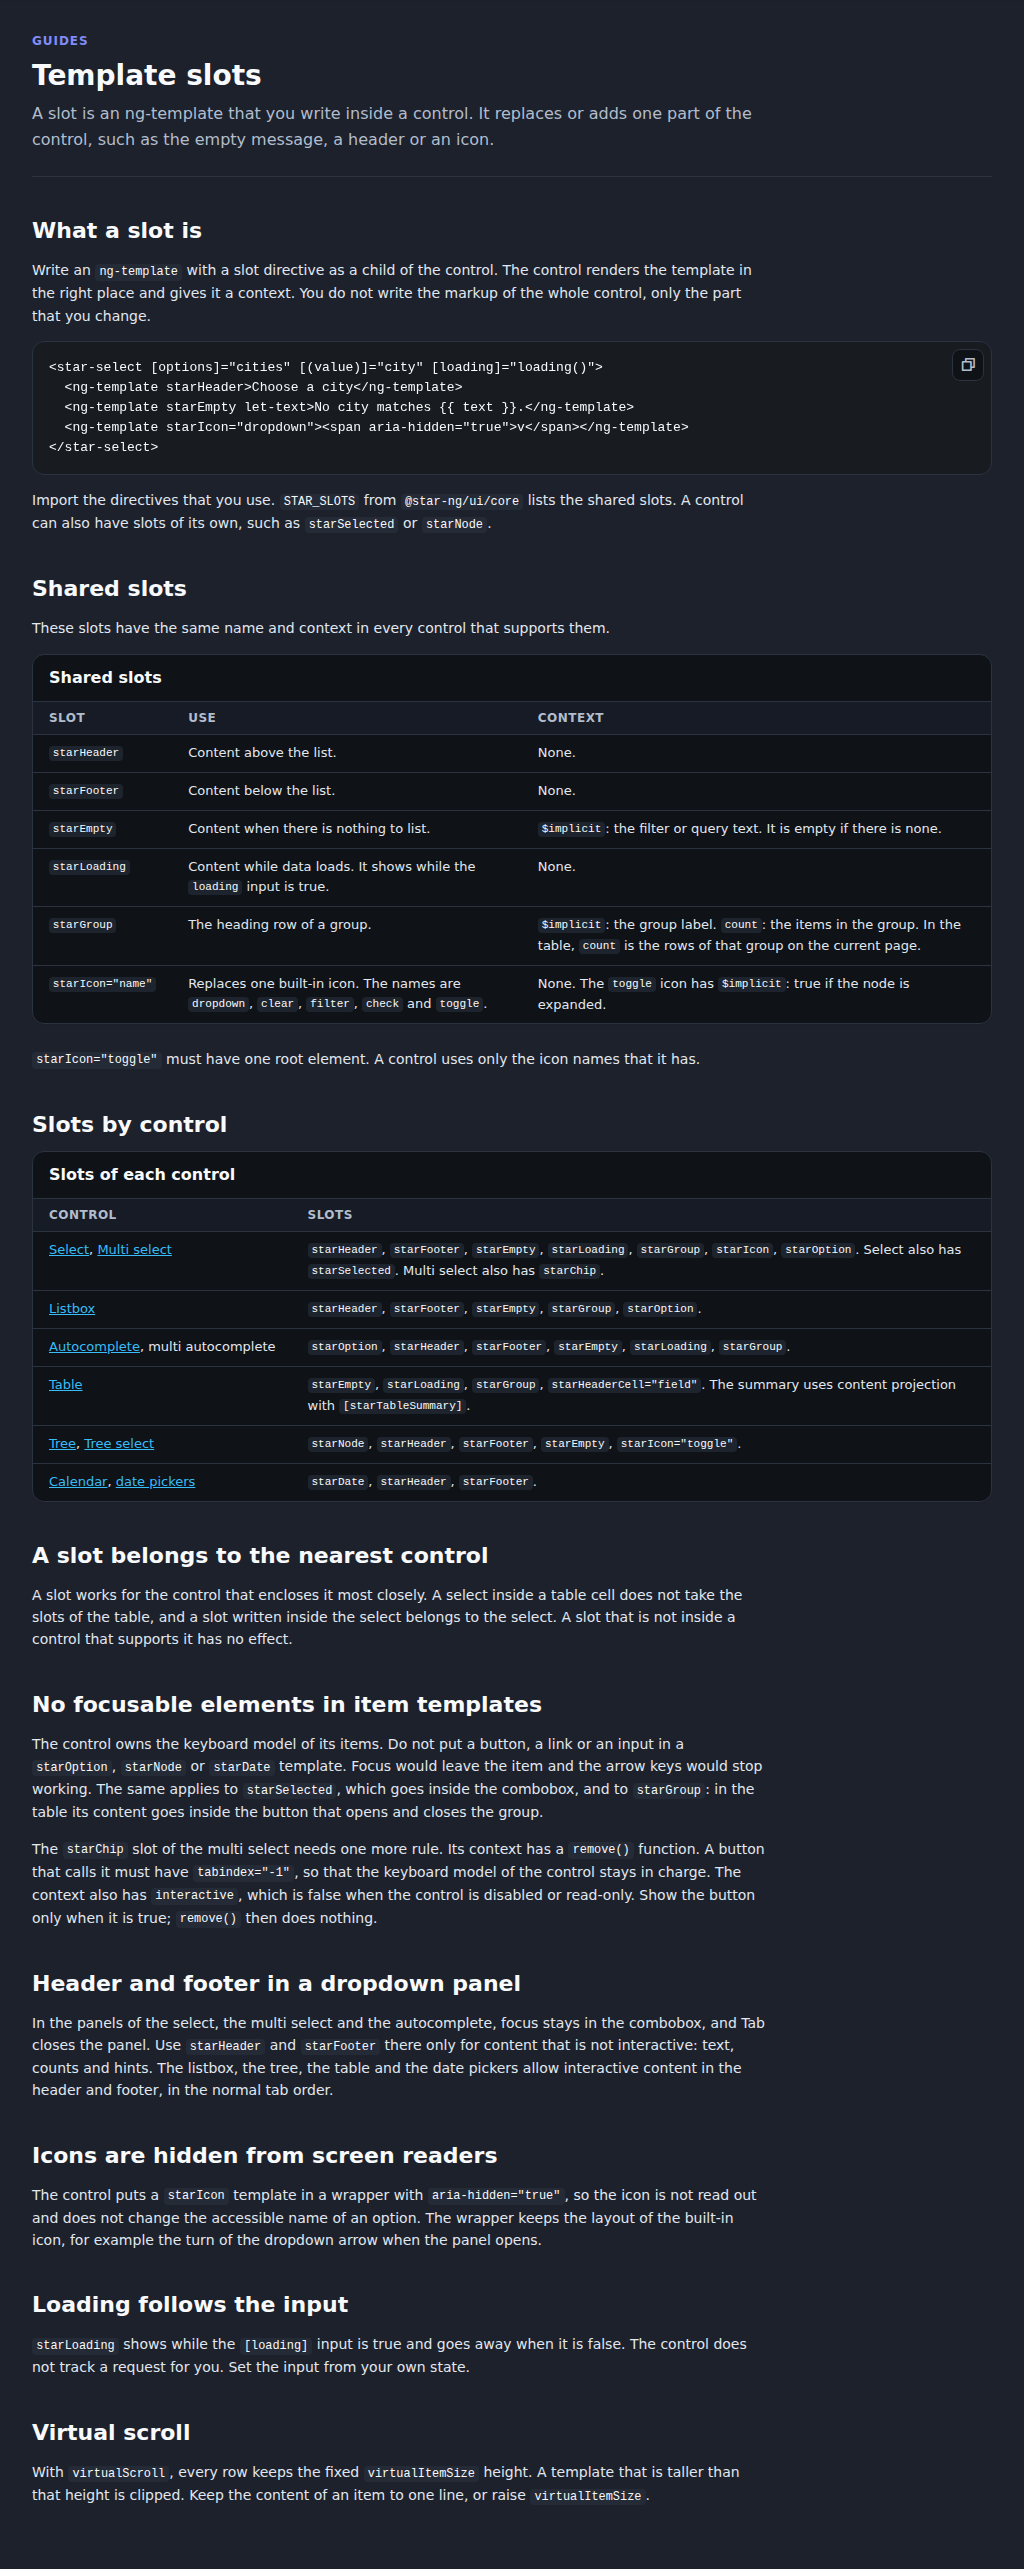 GUIDES
Template slots
A slot is an ng-template that you write inside a control. It replaces or adds one part of the
control, such as the empty message, a header or an icon.
What a slot is
Write an ng-template with a slot directive as a child of the control. The control renders the template in
the right place and gives it a context. You do not write the markup of the whole control, only the part
that you change.
<star-select [options]="cities" [(value)]="city" [loading]="loading()">
  <ng-template starHeader>Choose a city</ng-template>
  <ng-template starEmpty let-text>No city matches {{ text }}.</ng-template>
  <ng-template starIcon="dropdown"><span aria-hidden="true">v</span></ng-template>
</star-select>
Import the directives that you use. STAR_SLOTS from @star-ng/ui/core lists the shared slots. A control
can also have slots of its own, such as starSelected or starNode.
Shared slots
These slots have the same name and context in every control that supports them.
Shared slots
SLOT USE CONTEXT
starHeader Content above the list. None.
starFooter Content below the list. None.
starEmpty Content when there is nothing to list. $implicit: the filter or query text. It is empty if there is none.
starLoading Content while data loads. It shows while the None.
loading input is true.
starGroup The heading row of a group. $implicit: the group label. count: the items in the group. In the
table, count is the rows of that group on the current page.
starIcon="name" Replaces one built-in icon. The names are None. The toggle icon has $implicit: true if the node is
dropdown, clear, filter, check and toggle. expanded.
starIcon="toggle" must have one root element. A control uses only the icon names that it has.
Slots by control
Slots of each control
CONTROL SLOTS
Select, Multi select starHeader, starFooter, starEmpty, starLoading, starGroup, starIcon, starOption. Select also has
starSelected. Multi select also has starChip.
Listbox starHeader, starFooter, starEmpty, starGroup, starOption.
Autocomplete, multi autocomplete starOption, starHeader, starFooter, starEmpty, starLoading, starGroup.
Table starEmpty, starLoading, starGroup, starHeaderCell="field". The summary uses content projection
with [starTableSummary].
Tree, Tree select starNode, starHeader, starFooter, starEmpty, starIcon="toggle".
Calendar, date pickers starDate, starHeader, starFooter.
A slot belongs to the nearest control
A slot works for the control that encloses it most closely. A select inside a table cell does not take the
slots of the table, and a slot written inside the select belongs to the select. A slot that is not inside a
control that supports it has no effect.
No focusable elements in item templates
The control owns the keyboard model of its items. Do not put a button, a link or an input in a
starOption, starNode or starDate template. Focus would leave the item and the arrow keys would stop
working. The same applies to starSelected, which goes inside the combobox, and to starGroup: in the
table its content goes inside the button that opens and closes the group.
The starChip slot of the multi select needs one more rule. Its context has a remove() function. A button
that calls it must have tabindex="-1", so that the keyboard model of the control stays in charge. The
context also has interactive, which is false when the control is disabled or read-only. Show the button
only when it is true; remove() then does nothing.
Header and footer in a dropdown panel
In the panels of the select, the multi select and the autocomplete, focus stays in the combobox, and Tab
closes the panel. Use starHeader and starFooter there only for content that is not interactive: text,
counts and hints. The listbox, the tree, the table and the date pickers allow interactive content in the
header and footer, in the normal tab order.
Icons are hidden from screen readers
The control puts a starIcon template in a wrapper with aria-hidden="true", so the icon is not read out
and does not change the accessible name of an option. The wrapper keeps the layout of the built-in
icon, for example the turn of the dropdown arrow when the panel opens.
Loading follows the input
starLoading shows while the [loading] input is true and goes away when it is false. The control does
not track a request for you. Set the input from your own state.
Virtual scroll
With virtualScroll, every row keeps the fixed virtualItemSize height. A template that is taller than
that height is clipped. Keep the content of an item to one line, or raise virtualItemSize.